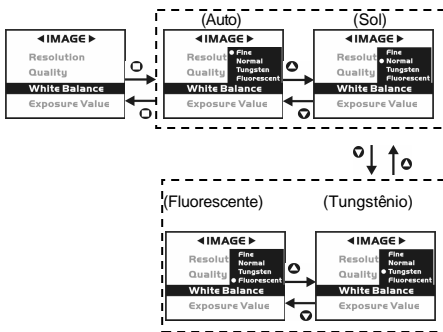 (Auto)
(Sol)
◄IMAGE►
Resolution
Quality
White Balance
Exposure Value
◄IMAGE►
Resolut
Fine
Normal
Tungsten
Fluorescent
White Balance
Exposure Value
◄IMAGE►
Resolut
Quality
Fine
Normal
Tungsten
Fluorescent
White Balance
Exposure Value
(Fluorescente)
(Tungstênio)
◄IMAGE►
Resolut
Quality
Fine
Normal
Tungsten
Fluorescent
White Balance
Exposure Value
◄IMAGE►
Resolut
Quality
Fine
Normal
Tungsten
Fluorescent
White Balance
Exposure Value